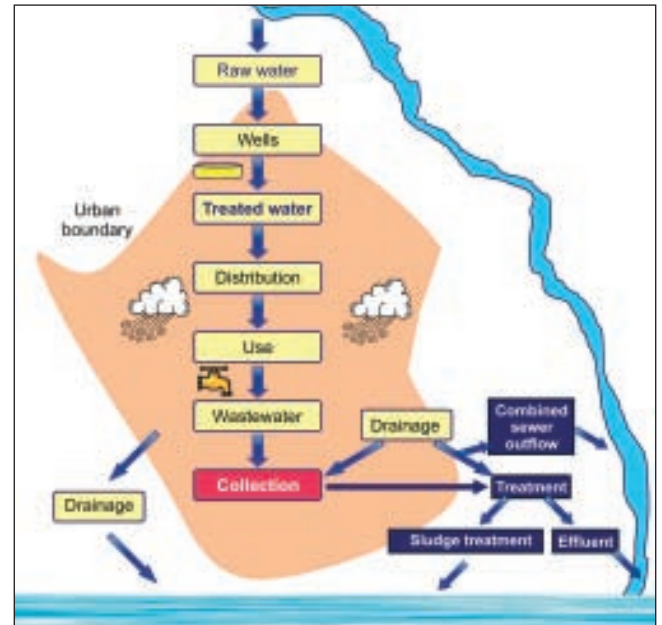 Raw water
Wells
Treated water
Urban
boundary
Distribution
Use
Wastewater
Drainage
Combined
sewer
outflow
Collection
Treatment
Drainage
Sludge treatment
Effluent